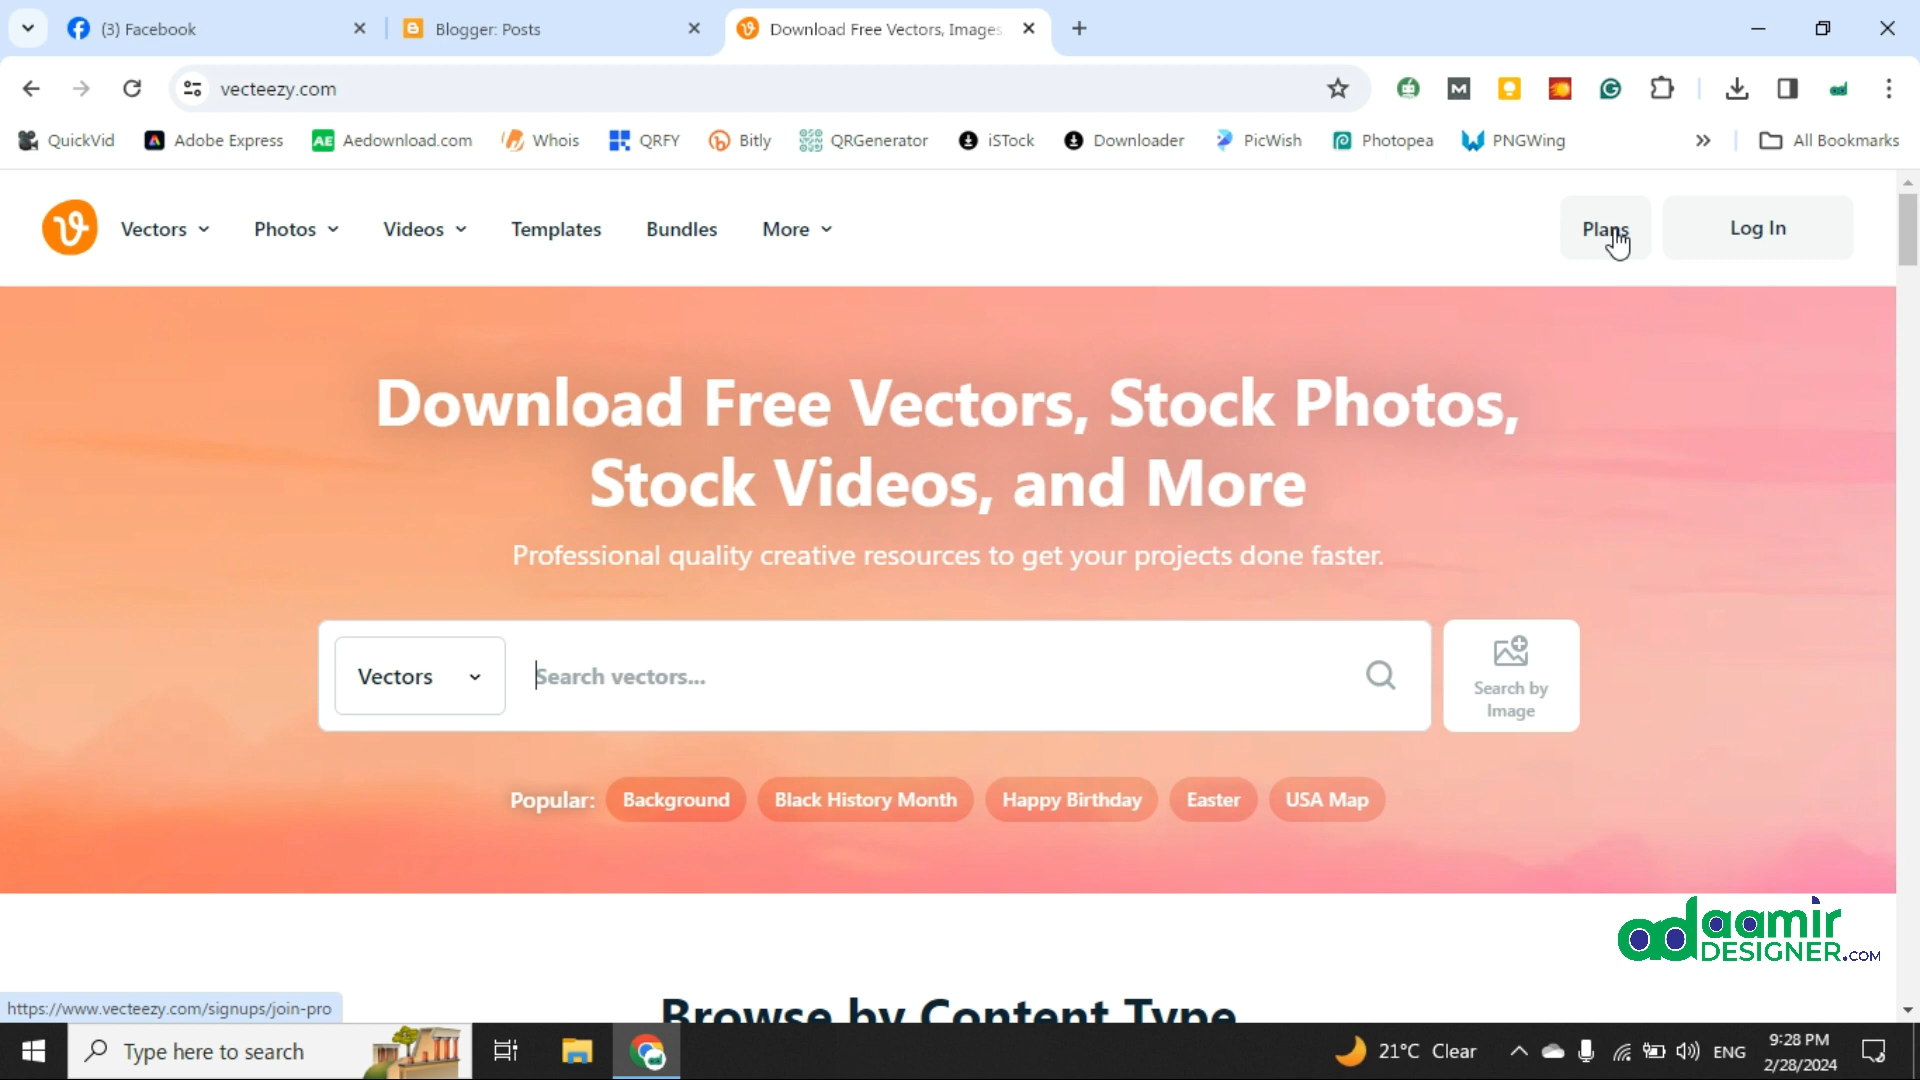 (3) Facebook
Blogger: Posts
Download Free Vectors, Images
vecteezy.com
QuickVid
Adobe Express
AE Aedownload.com
Whois
QRFY
Bitly
QRGenerator
iSTock
Downloader
PicWish
Photopea
PNGWing
All Bookmarks
Vectors
Photos
Videos
Templates
Bundles
More
Plans
Log In
Download Free Vectors, Stock Photos,
Stock Videos, and More
Professional quality creative resources to get your projects done faster.
Vectors
Search vectors...
Search by
Image
Popular:
Background
Black History Month
Happy Birthday
Easter
USA Map
ad aamir
DESIGNER.COM
https://www.vecteezy.com/signups/join-pro
Browse by Content Type
Type here to search
21°C Clear
ENG
9:28 PM
2/28/2024